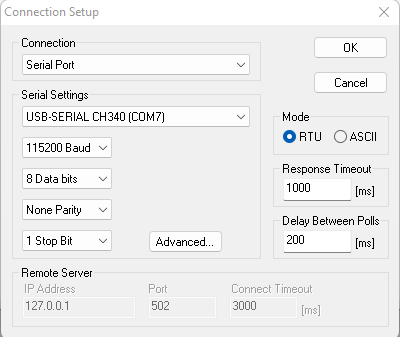 Connection Setup
Connection
Serial Port
OK
Cancel
Serial Settings
USB-SERIAL CH340 (COM7)
115200 Baud
8 Data bits
None Parity
1 Stop Bit
Advanced...
Mode
RTU
ASCII
Response Timeout
1000 [ms]
Delay Between Polls
200 [ms]
Remote Server
IP Address Port Connect Timeout
127.0.0.1 502 3000 [ms]